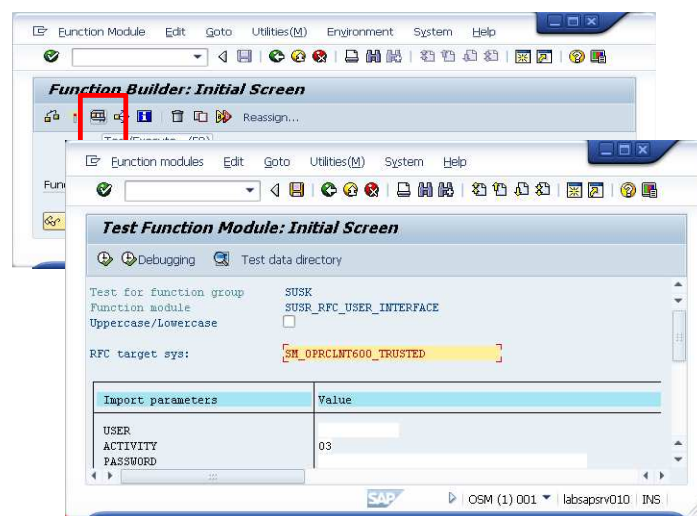 Function Module Edit Goto Utilities(M) Environment System Help
Function Builder: Initial Screen
Reassign...
Test/Execute... (F8)
Test Function Module: Initial Screen
Function modules Edit Goto Utilities(M) System Help
Debugging Test data directory
Test for function group SUSK
Function module SUSR_RFC_USER_INTERFACE
Uppercase/Lowercase
RFC target sys: SM_OPRCLNT600_TRUSTED
Import parameters Value
USER
ACTIVITY 03
PASSWORD
SAP OSM (1) 001 labsapsrv010 INS